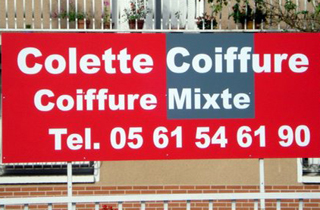 Colette Coiffure
Coiffure Mixte
Tel. 05 61 54 61 90